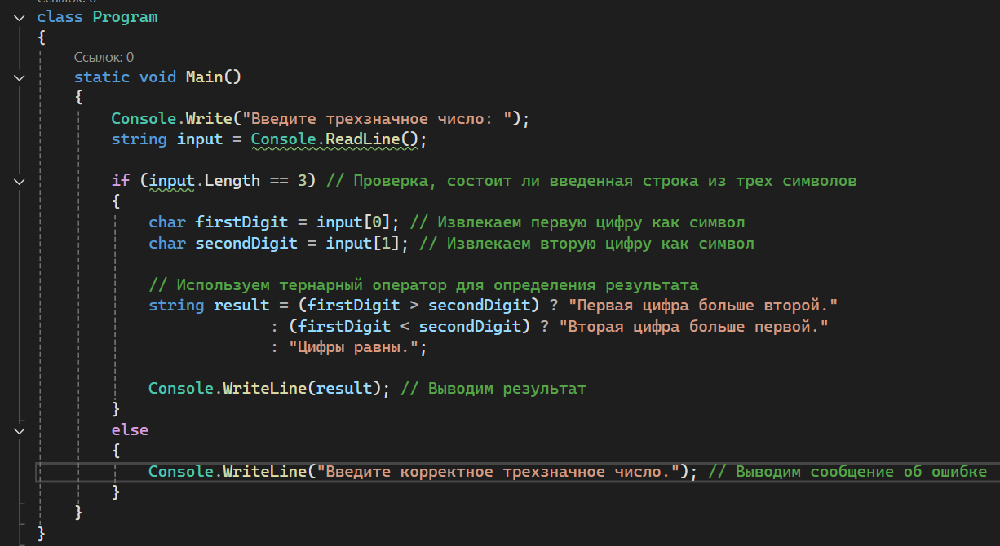 Ссылок: 0
class Program
{
Ссылок: 0
static void Main()
{
Console.Write("Введите трехзначное число: ");
string input = Console.ReadLine();
if (input.Length == 3) // Проверка, состоит ли введенная строка из трех символов
{
char firstDigit = input[0]; // Извлекаем первую цифру как символ
char secondDigit = input[1]; // Извлекаем вторую цифру как символ
// Используем тернарный оператор для определения результата
string result = (firstDigit > secondDigit) ? "Первая цифра больше второй."
: (firstDigit < secondDigit) ? "Вторая цифра больше первой."
: "Цифры равны.";
Console.WriteLine(result); // Выводим результат
}
else
{
Console.WriteLine("Введите корректное трехзначное число."); // Выводим сообщение об ошибке
}
}
}